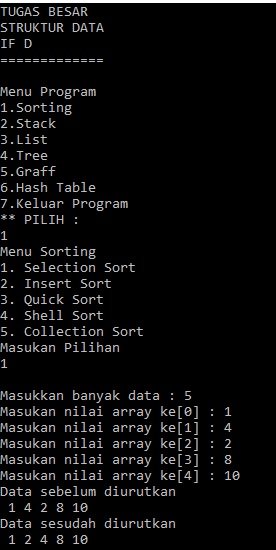 TUGAS BESAR
STRUKTUR DATA
IF D
=============
Menu Program
1.Sorting
2.Stack
3.List
4.Tree
5.Graff
6.Hash Table
7.Keluar Program
** PILIH :
1
Menu Sorting
1. Selection Sort
2. Insert Sort
3. Quick Sort
4. Shell Sort
5. Collection Sort
Masukan Pilihan
1
Masukkan banyak data : 5
Masukan nilai array ke[0] : 1
Masukan nilai array ke[1] : 4
Masukan nilai array ke[2] : 2
Masukan nilai array ke[3] : 8
Masukan nilai array ke[4] : 10
Data sebelum diurutkan
1 4 2 8 10
Data sesudah diurutkan
1 2 4 8 10